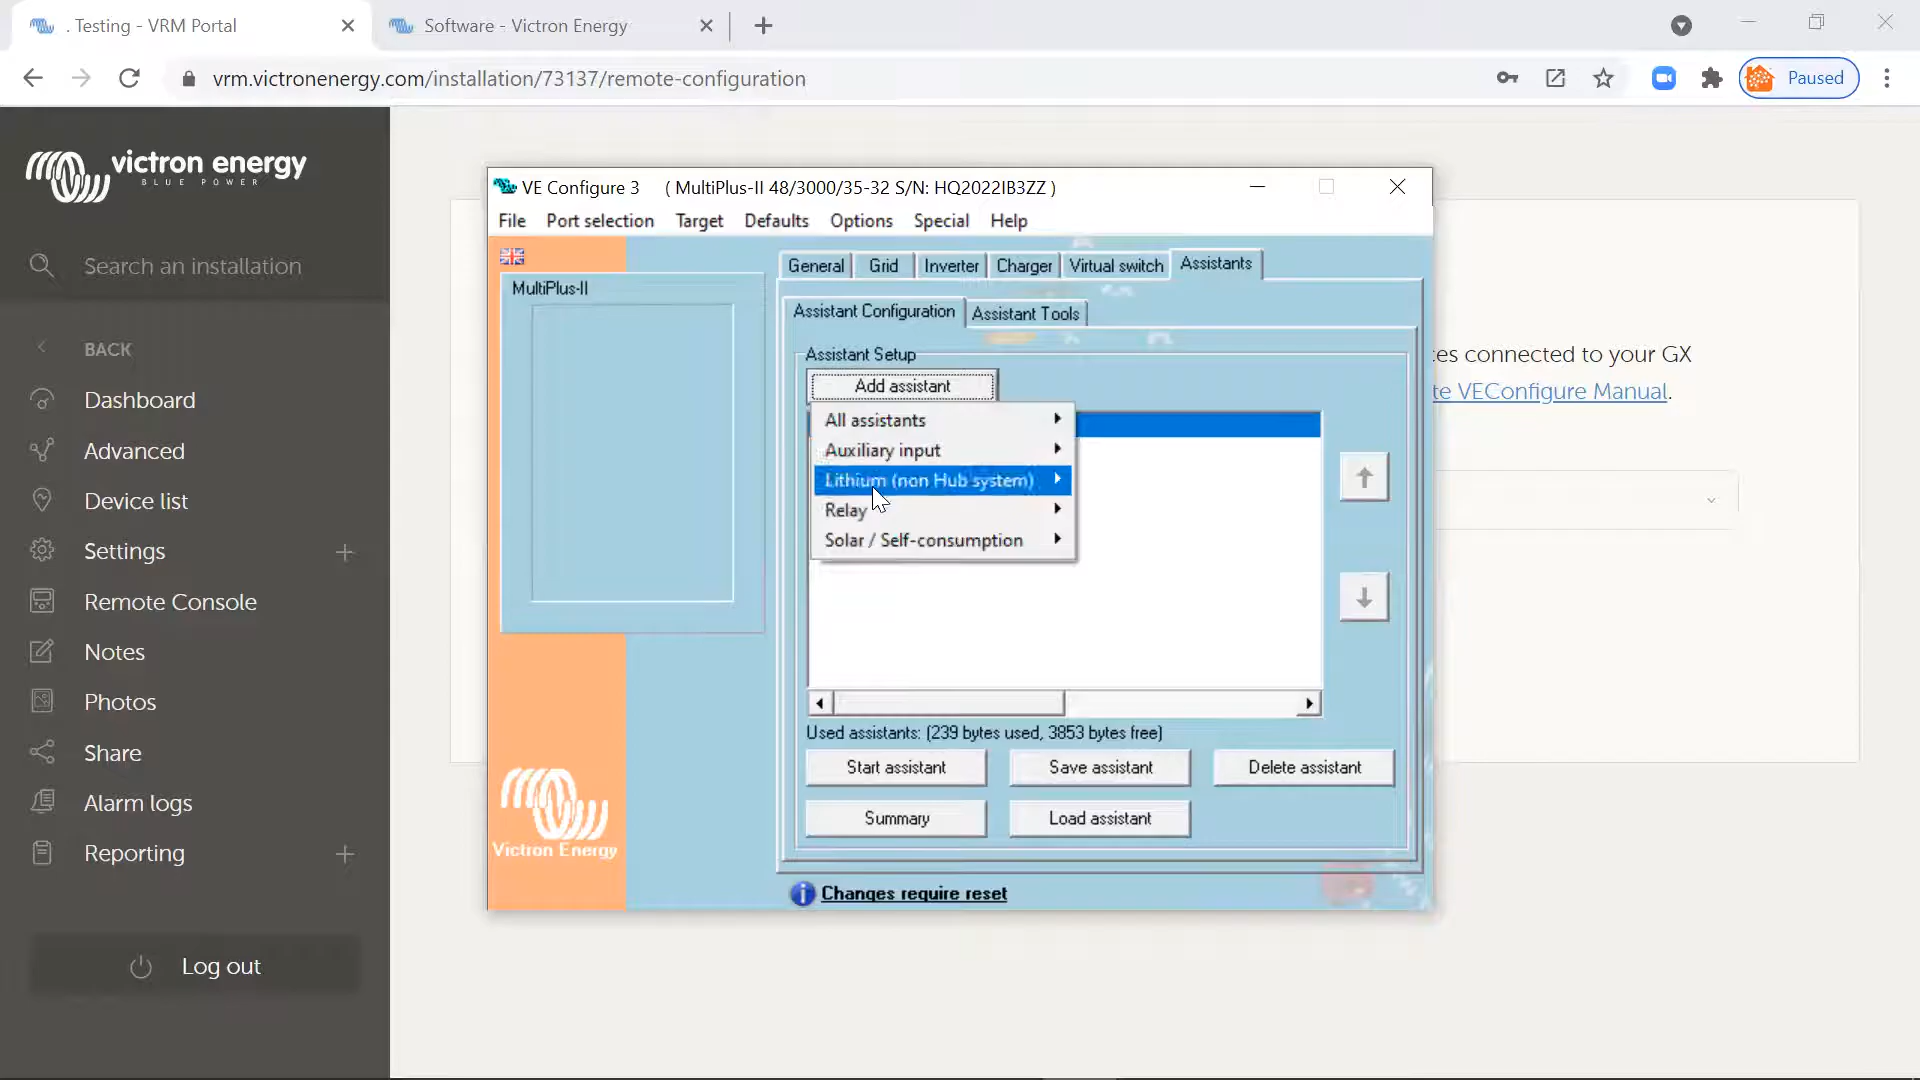 . Testing - VRM Portal
Software - Victron Energy
vrm.victronenergy.com/installation/73137/remote-configuration
Paused
victron energy
BLUE POWER
Search an installation
BACK
Dashboard
Advanced
Device list
Settings
Remote Console
Notes
Photos
Share
Alarm logs
Reporting
Log out
VE Configure 3 ( MultiPlus-II 48/3000/35-32 S/N: HQ2022IB3ZZ )
File Port selection Target Defaults Options Special Help
MultiPlus-II
General Grid Inverter Charger Virtual switch Assistants
Assistant Configuration Assistant Tools
Assistant Setup
Add assistant
All assistants
Auxiliary input
Lithium (non Hub system)
Relay
Solar / Self-consumption
Used assistants: (239 bytes used, 3853 bytes free)
Start assistant Save assistant Delete assistant
Summary Load assistant
Victron Energy
Changes require reset
es connected to your GX
te VEConfigure Manual.